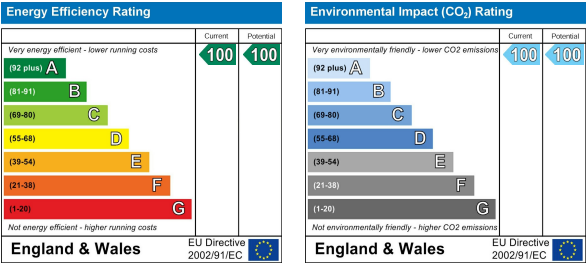 Energy Efficiency Rating
Current Potential
Very energy efficient - lower running costs
100 100
(92 plus) A
(81-91) B
(69-80) C
(55-68) D
(39-54) E
(21-38) F
(1-20) G
Not energy efficient - higher running costs
England & Wales
EU Directive
2002/91/EC
Environmental Impact (CO₂) Rating
Current Potential
Very environmentally friendly - lower CO2 emissions
100 100
(92 plus) A
(81-91) B
(69-80) C
(55-68) D
(39-54) E
(21-38) F
(1-20) G
Not environmentally friendly - higher CO2 emissions
England & Wales
EU Directive
2002/91/EC